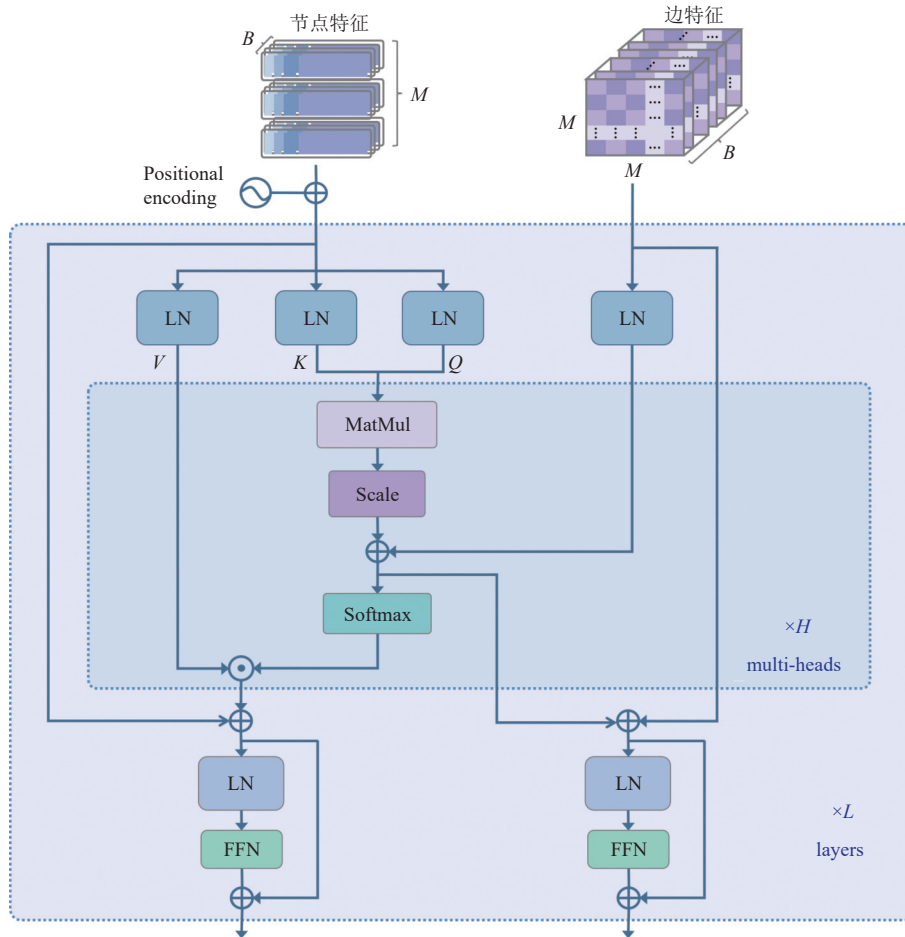 节点特征
边特征
B
M
M
B
M
Positional
encoding
LN
LN
LN
LN
V
K
Q
MatMul
Scale
Softmax
×H
multi-heads
LN
LN
×L
FFN
FFN
layers